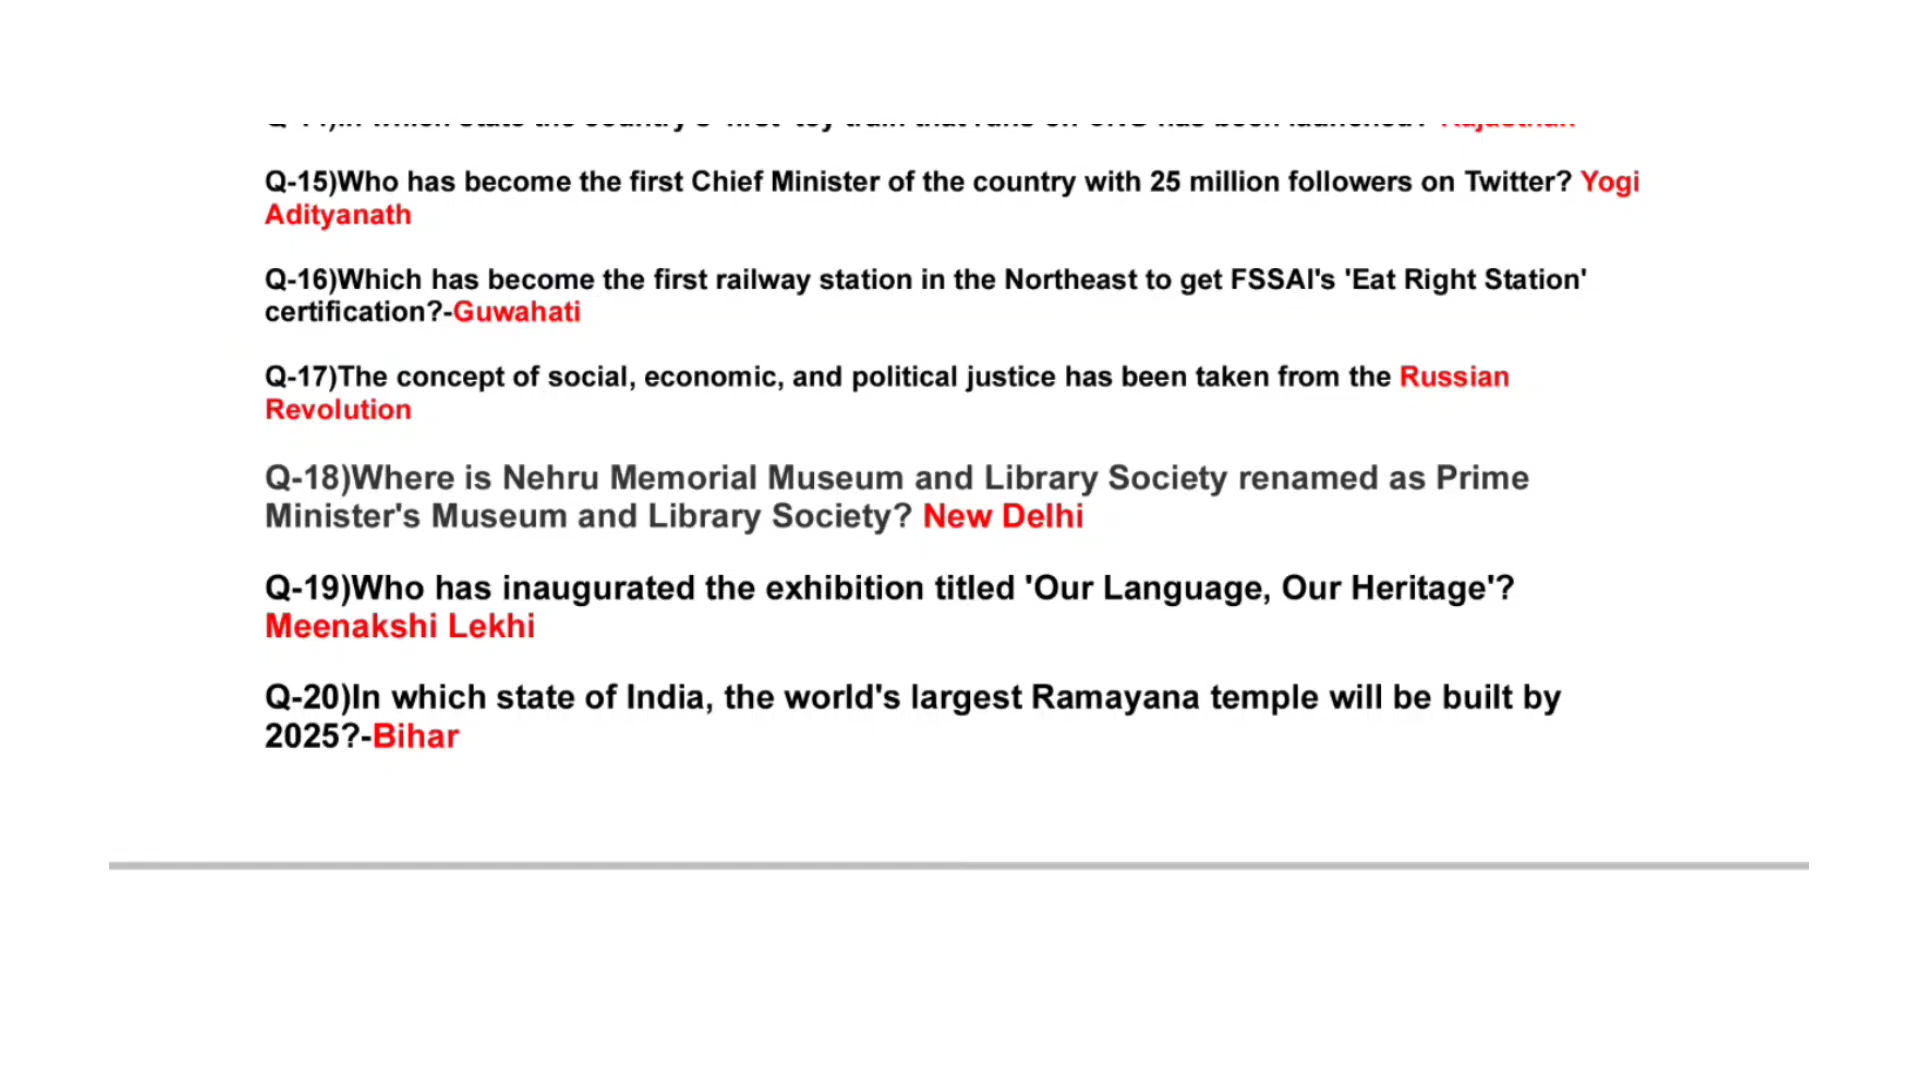 Q-15)Who has become the first Chief Minister of the country with 25 million followers on Twitter? Yogi
Adityanath
Q-16)Which has become the first railway station in the Northeast to get FSSAI's 'Eat Right Station'
certification?-Guwahati
Q-17)The concept of social, economic, and political justice has been taken from the Russian
Revolution
Q-18)Where is Nehru Memorial Museum and Library Society renamed as Prime
Minister's Museum and Library Society? New Delhi
Q-19)Who has inaugurated the exhibition titled 'Our Language, Our Heritage'?
Meenakshi Lekhi
Q-20)In which state of India, the world's largest Ramayana temple will be built by
2025?-Bihar